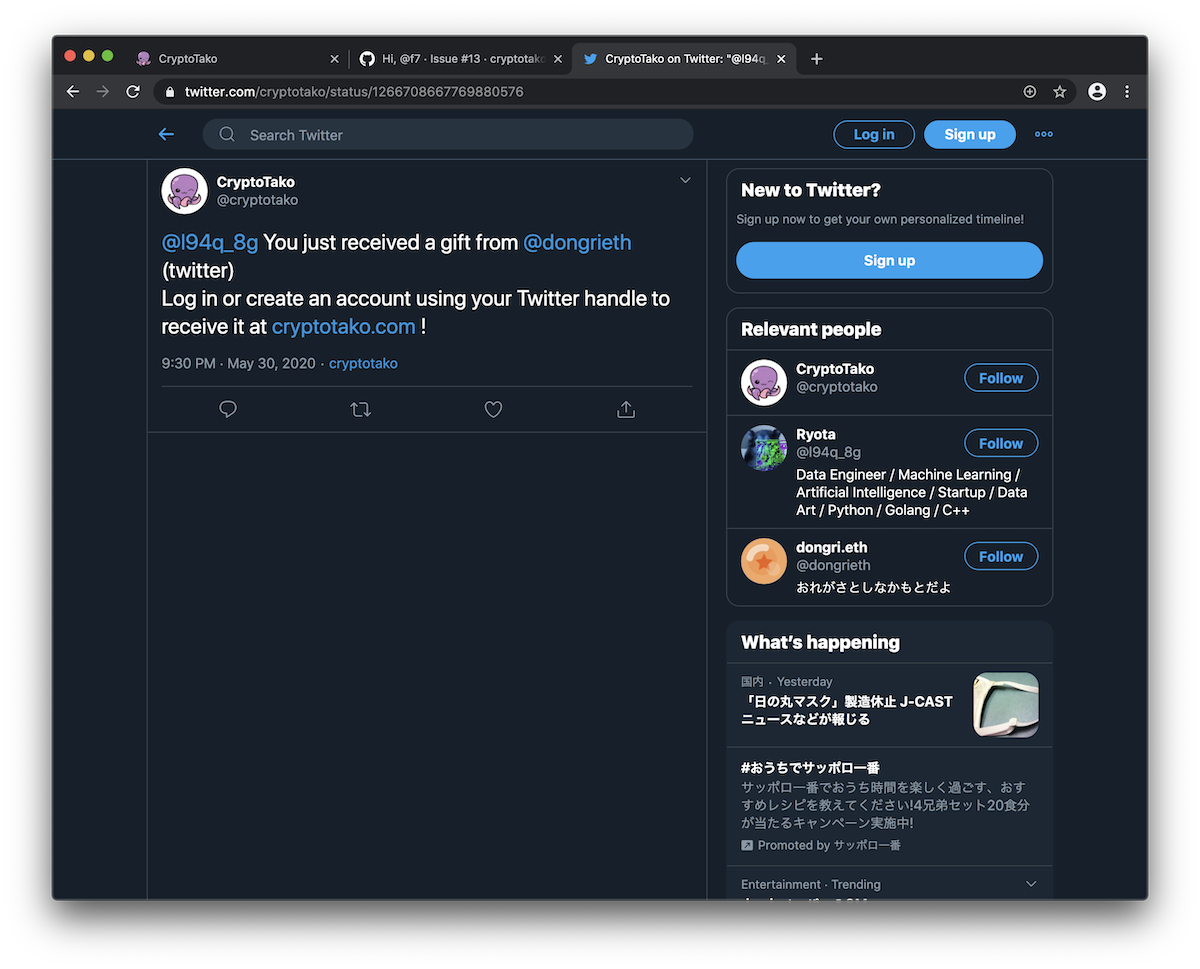 CryptoTako
Hi, @f7 · Issue #13 · cryptotako
CryptoTako on Twitter: "@l94q_
twitter.com/cryptotako/status/1266708667769880576
Search Twitter
Log in
Sign up
CryptoTako
@cryptotako
@l94q_8g You just received a gift from @dongrieth
(twitter)
Log in or create an account using your Twitter handle to
receive it at cryptotako.com !
9:30 PM · May 30, 2020 · cryptotako
New to Twitter?
Sign up now to get your own personalized timeline!
Sign up
Relevant people
CryptoTako
@cryptotako
Follow
Ryota
@l94q_8g
Follow
Data Engineer / Machine Learning /
Artificial Intelligence / Startup / Data
Art / Python / Golang / C++
dongri.eth
@dongrieth
Follow
おれがさとしなかもとだよ
What's happening
国内 · Yesterday
「日の丸マスク」製造休止 J-CAST
ニュースなどが報じる
#おうちでサッポロ一番
サッポロ一番でおうち時間を楽しく過ごす、おす
すめレシピを教えてください!4兄弟セット20食分
が当たるキャンペーン実施中!
Promoted by サッポロ一番
Entertainment · Trending